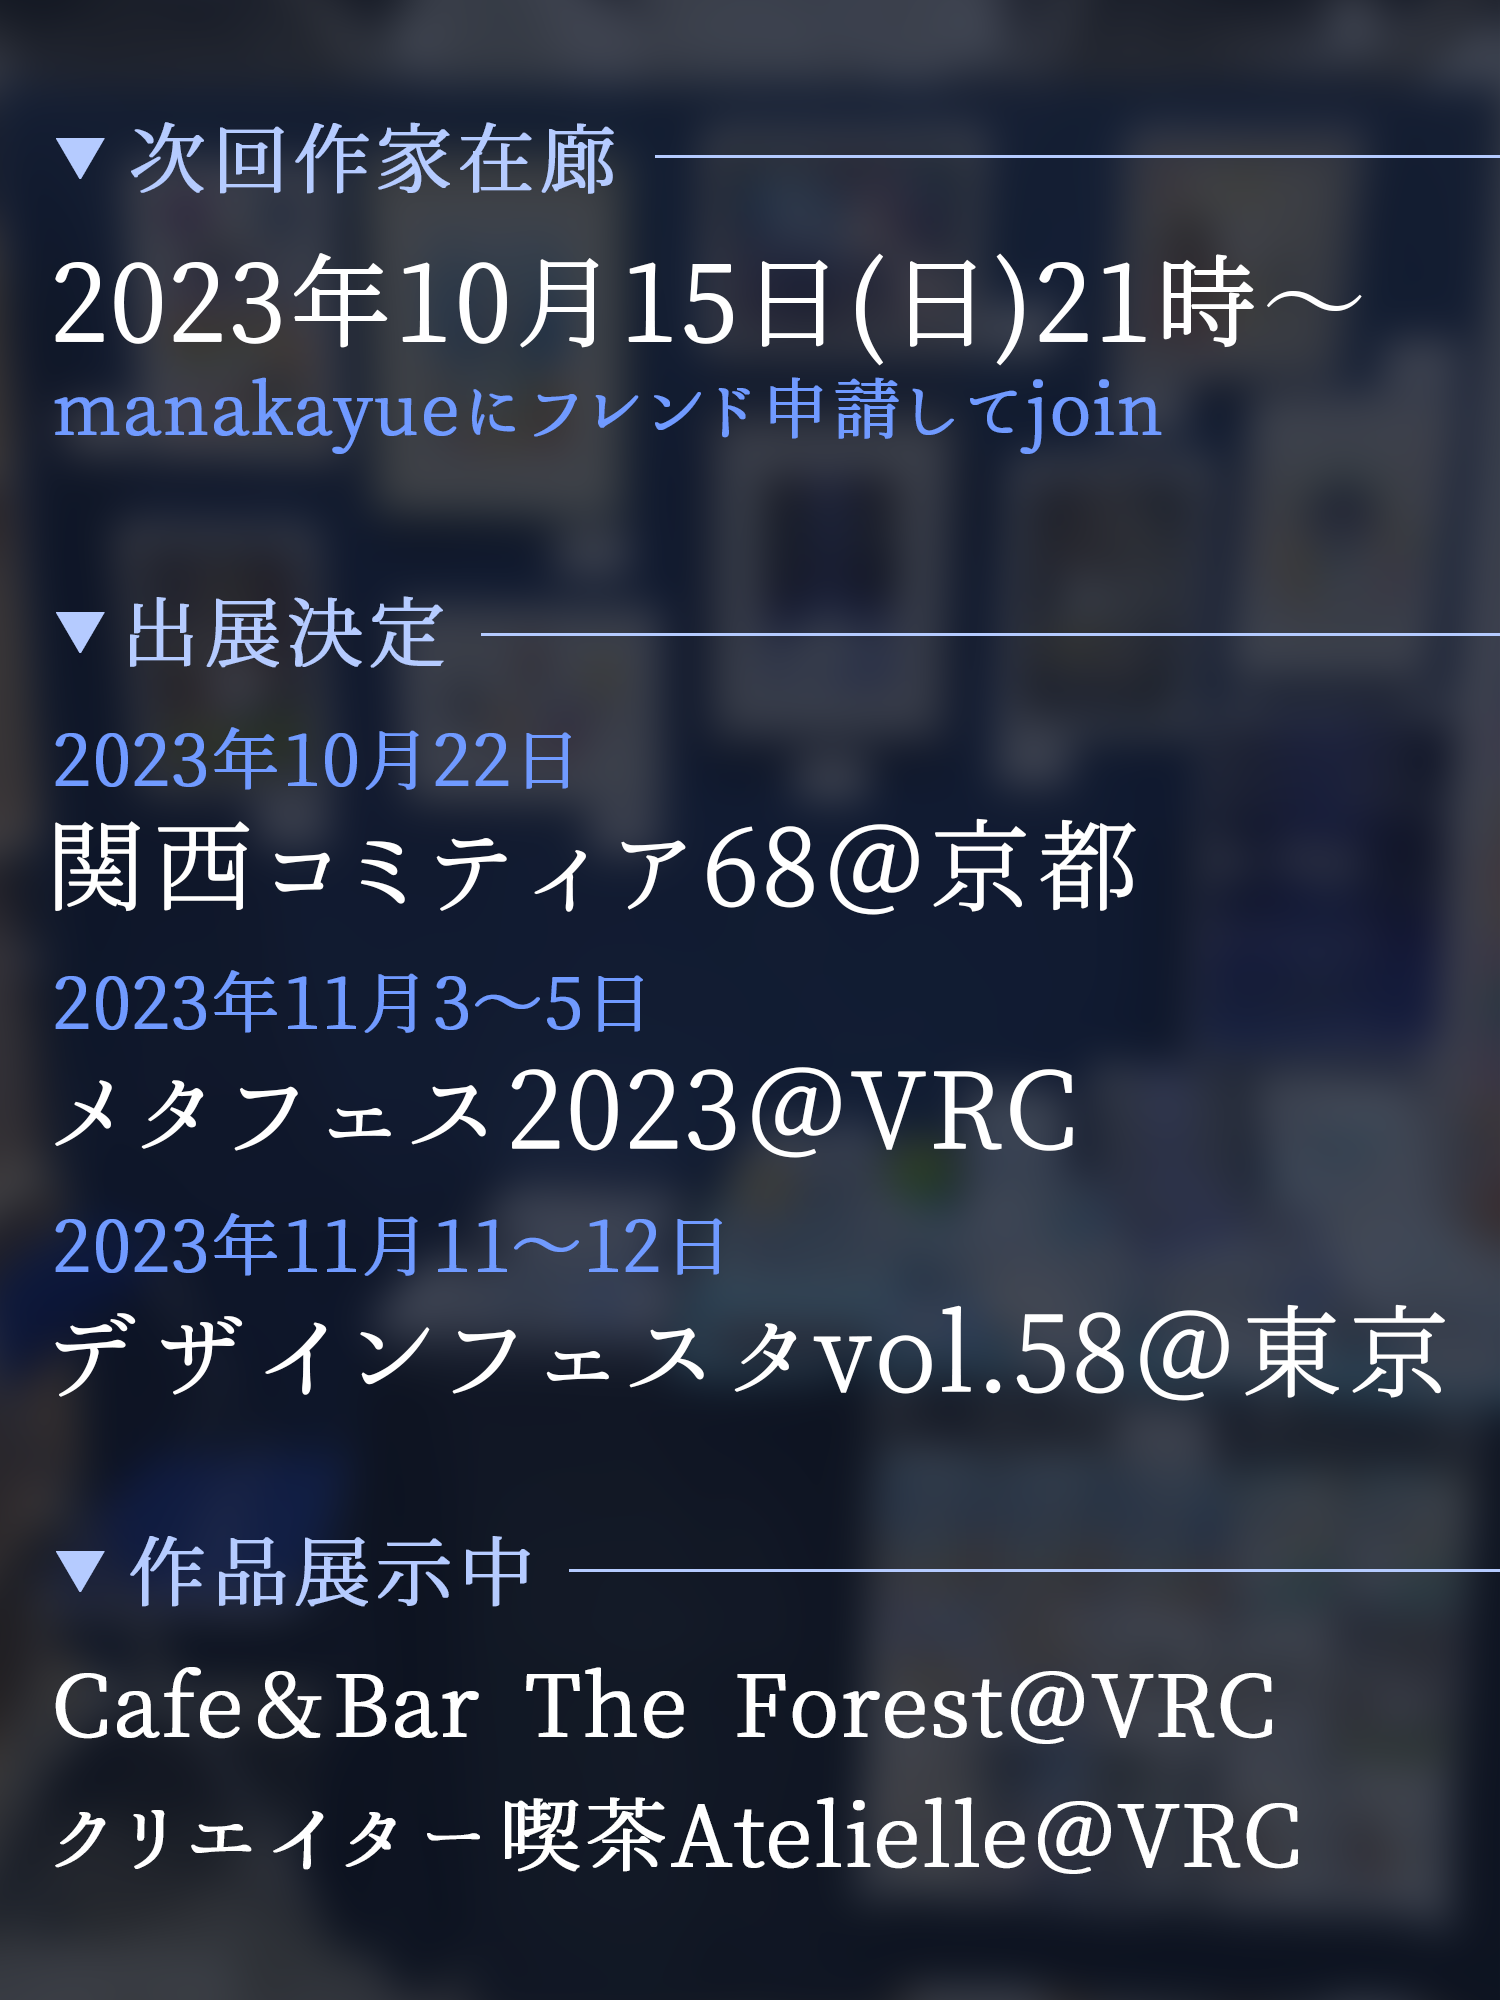 ▼次回作家在廊
2023年10月15日(日)21時～
manakayueにフレンド申請してjoin
▼出展決定
2023年10月22日
関西コミティア68@京都
2023年11月3～5日
メタフェス2023@VRC
2023年11月11～12日
デザインフェスタvol.58@東京
▼作品展示中
Cafe＆Bar The Forest@VRC
クリエイター喫茶Atelielle@VRC